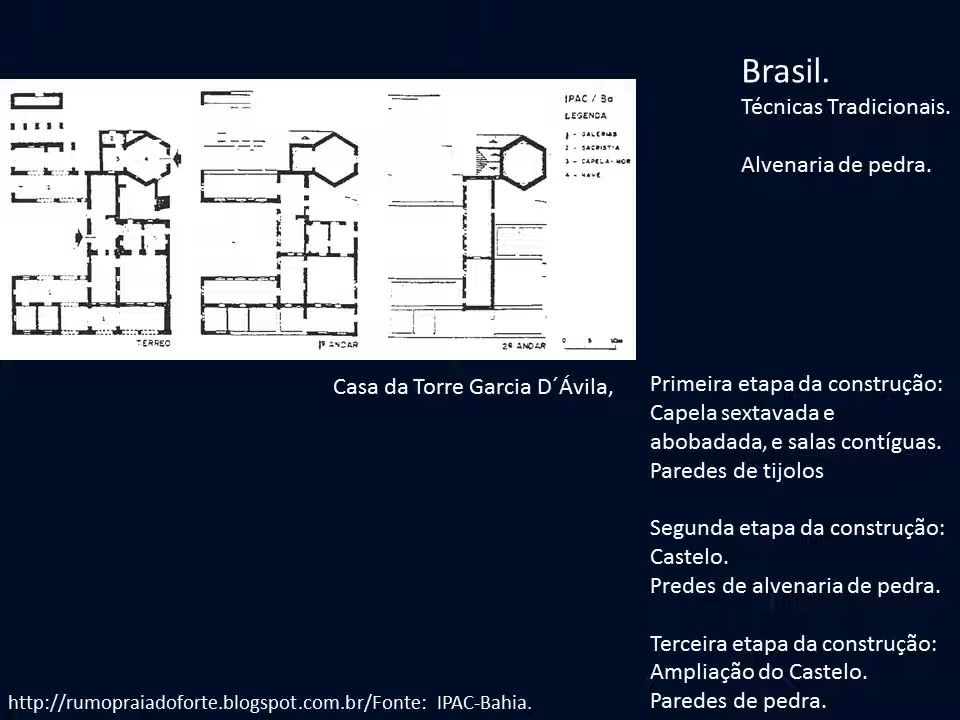 Brasil.
Técnicas Tradicionais.
Alvenaria de pedra.
IPAC / Ba
LEGENDA
1 - GALERIAS
2 - SACRISTIA
3 - CAPELA-MOR
4 - NAVE
TERREO
1º ANDAR
2º ANDAR
0 5 10m
Casa da Torre Garcia D´Ávila,
Primeira etapa da construção:
Capela sextavada e
abobadada, e salas contíguas.
Paredes de tijolos
Segunda etapa da construção:
Castelo.
Predes de alvenaria de pedra.
Terceira etapa da construção:
Ampliação do Castelo.
Paredes de pedra.
http://rumopraiadoforte.blogspot.com.br/Fonte: IPAC-Bahia.